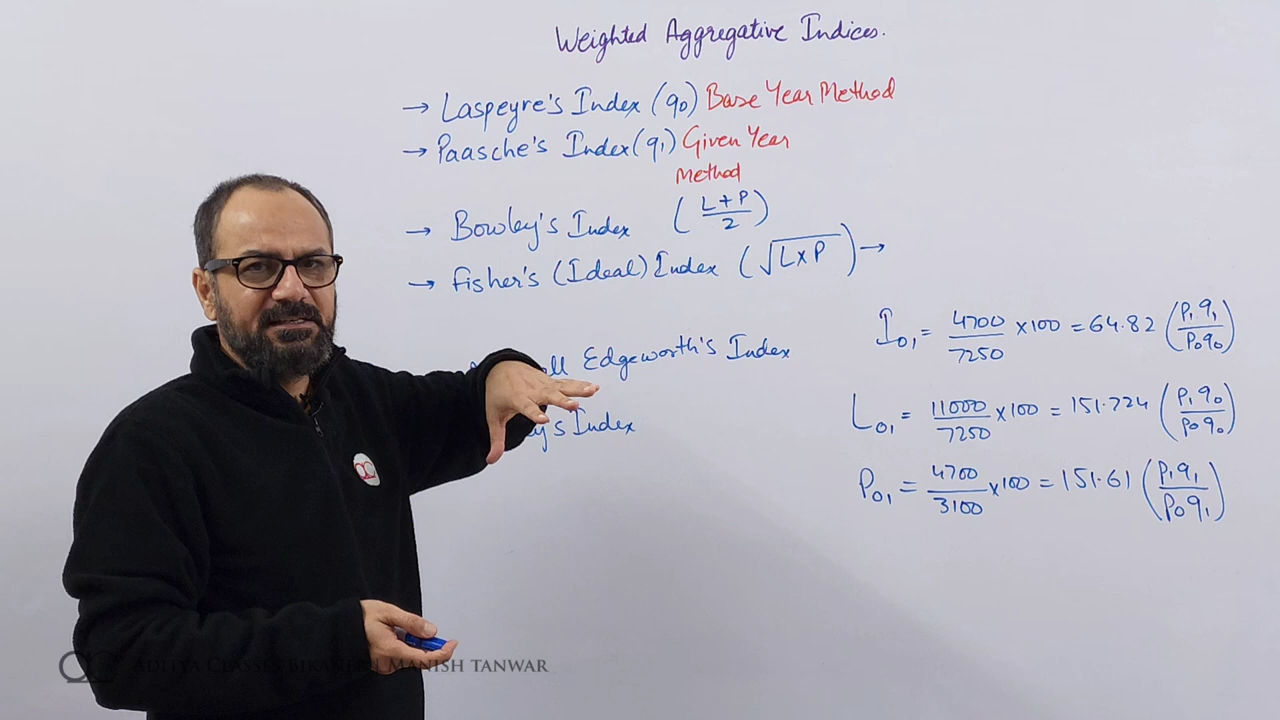 Weighted Aggregative Indices.
→ Laspeyre's Index (q0) Base Year Method
→ Paasche's Index (q1) Given Year
Method
→ Bowley's Index (L+P/2)
→ Fisher's (Ideal) Index (√L×P) →
Edgeworth's Index
Index
I01 = 4700/7250 ×100 = 64.82 (P1q1/P0q0)
L01 = 11000/7250 ×100 = 151.724 (P1q0/P0q0)
P01 = 4700/3100 ×100 = 151.61 (P1q1/P0q1)
ADITYA CLASSES BIKANER | MANISH TANWAR